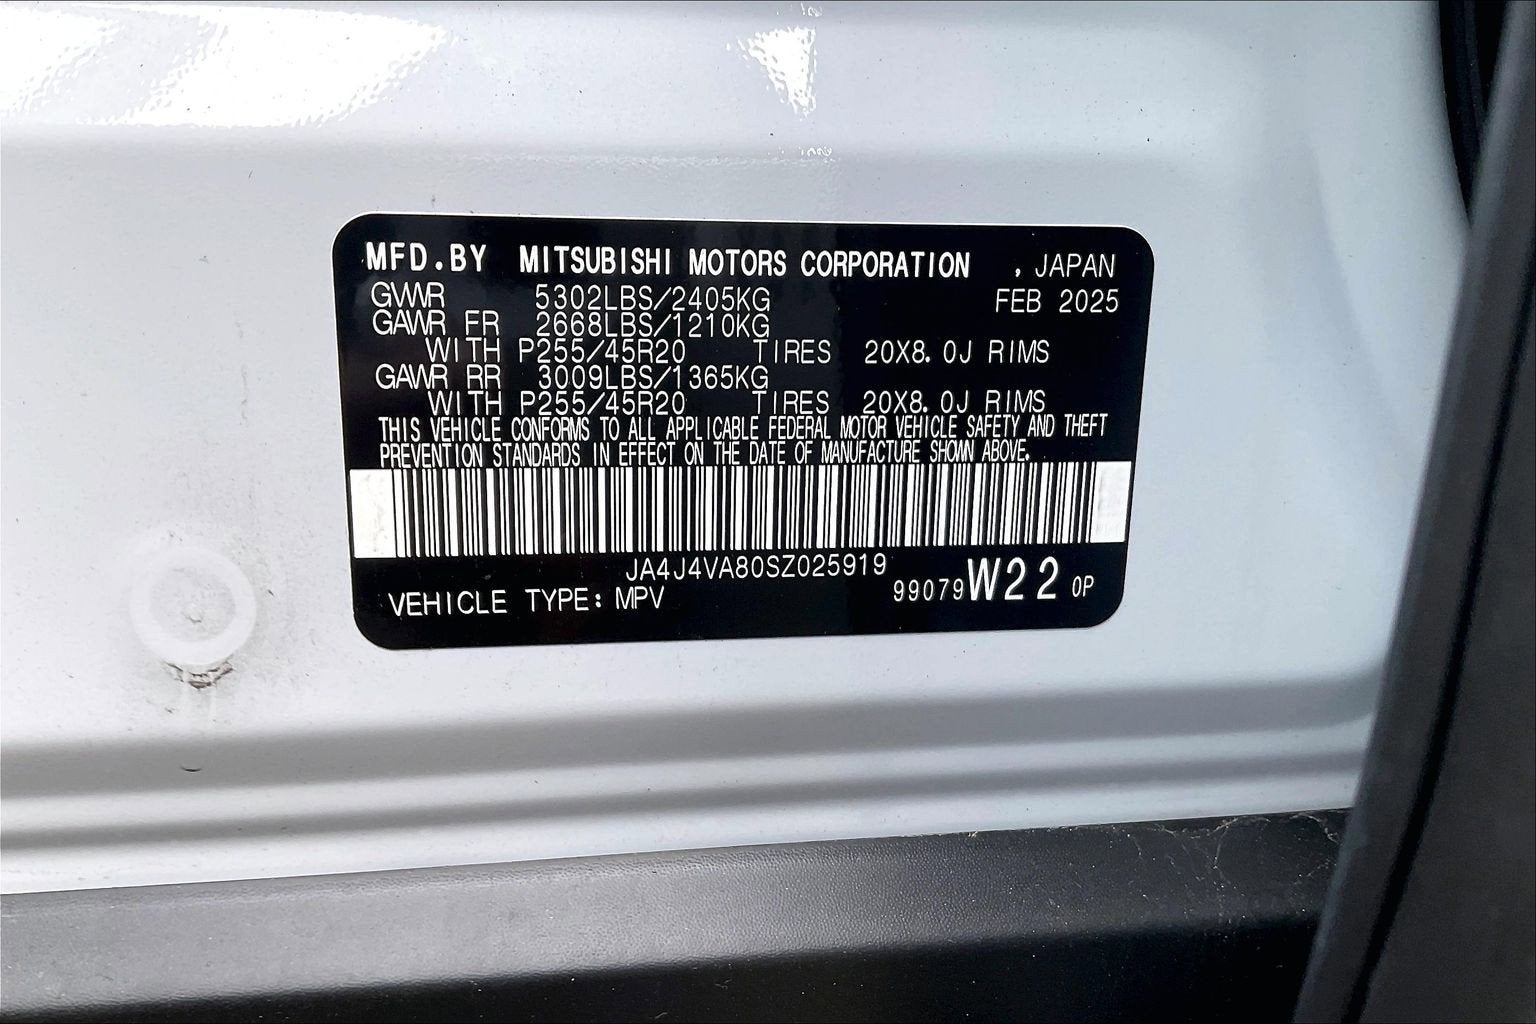 MFD.BY MITSUBISHI MOTORS CORPORATION , JAPAN
GVWR 5302LBS/2405KG FEB 2025
GAWR FR 2668LBS/1210KG
WITH P255/45R20 TIRES 20X8.0J RIMS
GAWR RR 3009LBS/1365KG
WITH P255/45R20 TIRES 20X8.0J RIMS
THIS VEHICLE CONFORMS TO ALL APPLICABLE FEDERAL MOTOR VEHICLE SAFETY AND THEFT
PREVENTION STANDARDS IN EFFECT ON THE DATE OF MANUFACTURE SHOWN ABOVE.
JA4J4VA80SZ025919
VEHICLE TYPE: MPV 99079W22 0P